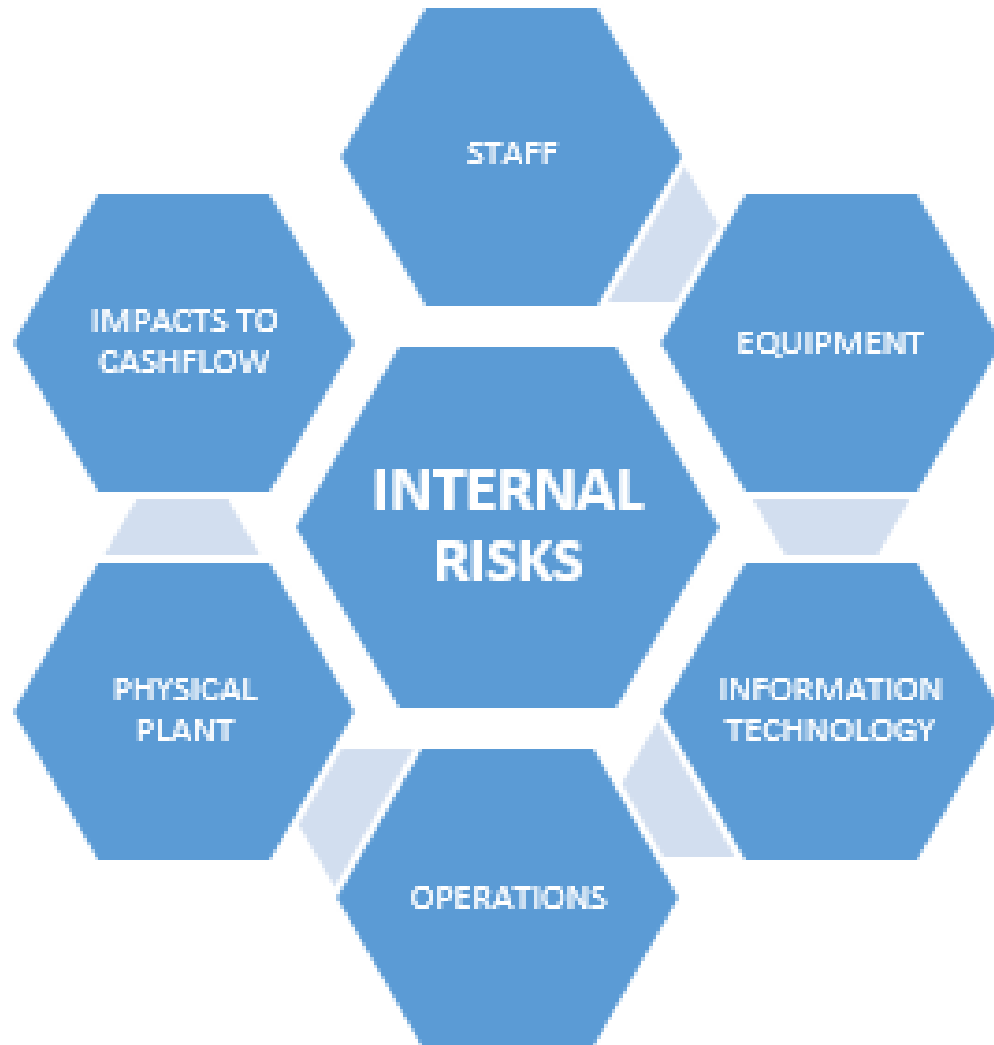 STAFF
EQUIPMENT
INFORMATION
TECHNOLOGY
OPERATIONS
PHYSICAL
PLANT
IMPACTS TO
CASHFLOW
INTERNAL
RISKS